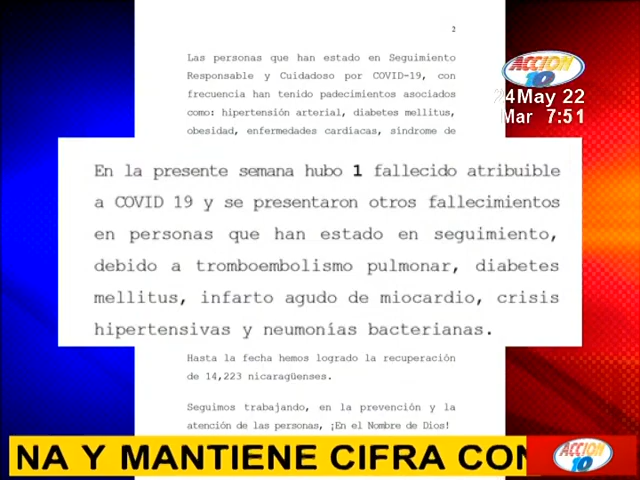 2
Las personas que han estado en Seguimiento
Responsable y Cuidadoso por COVID-19, con
frecuencia han tenido padecimientos asociados
como: hipertensión arterial, diabetes mellitus,
obesidad, enfermedades cardíacas, síndrome de
ACCION
10
24May 22
Mar 7:51
En la presente semana hubo 1 fallecido atribuible
a COVID 19 y se presentaron otros fallecimientos
en personas que han estado en seguimiento,
debido a tromboembolismo pulmonar, diabetes
mellitus, infarto agudo de miocardio, crisis
hipertensivas y neumonías bacterianas.
Hasta la fecha hemos logrado la recuperación
de 14,223 nicaragüenses.
Seguimos trabajando, en la prevención y la
atención de las personas, ¡En el Nombre de Dios!
NA Y MANTIENE CIFRA CON
ACCION
10